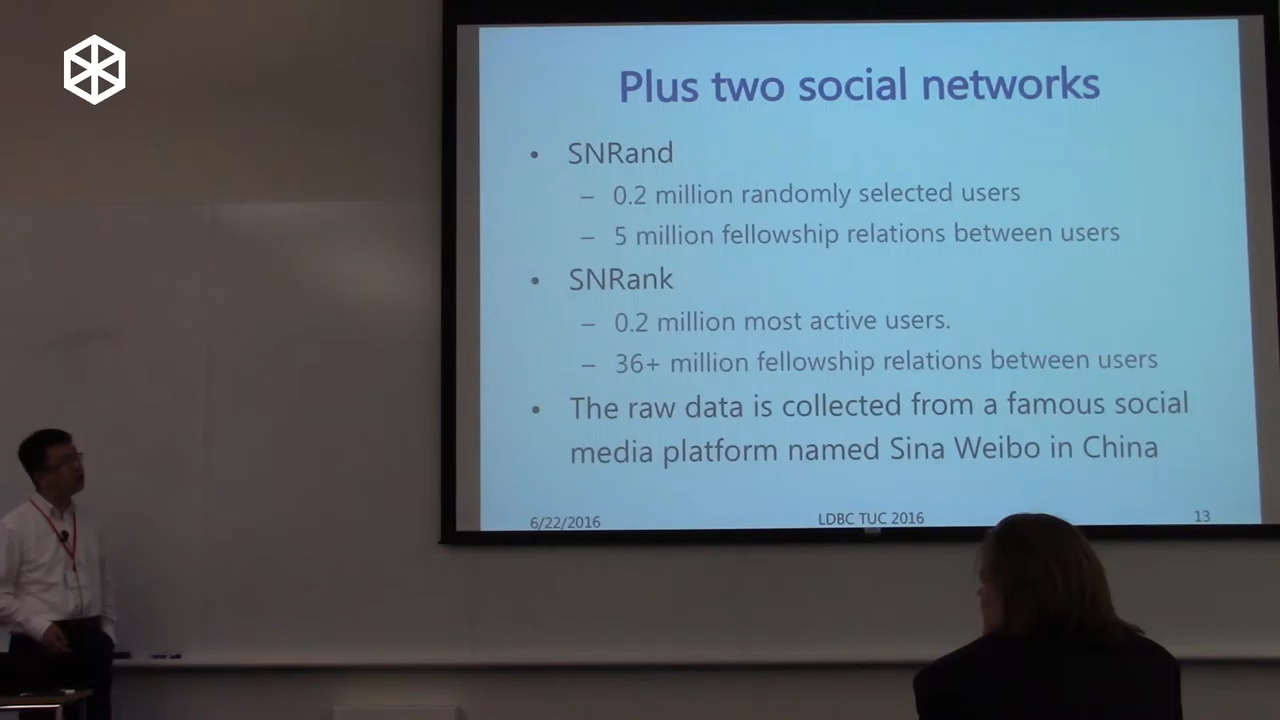 Plus two social networks
• SNRand
– 0.2 million randomly selected users
– 5 million fellowship relations between users
• SNRank
– 0.2 million most active users.
– 36+ million fellowship relations between users
• The raw data is collected from a famous social
media platform named Sina Weibo in China
6/22/2016 LDBC TUC 2016 13